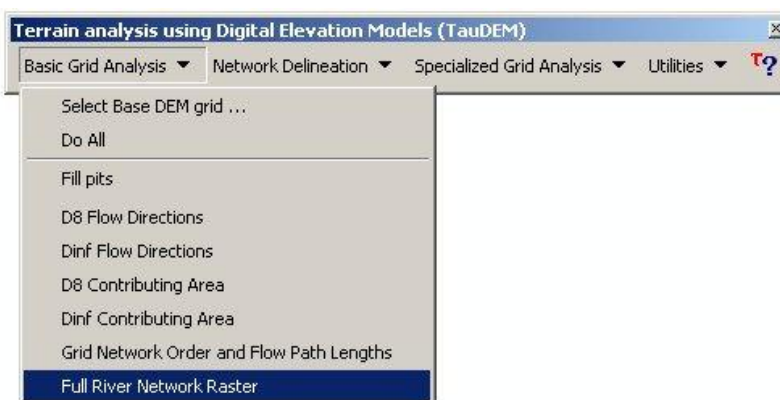 Terrain analysis using Digital Elevation Models (TauDEM)
Basic Grid Analysis Network Delineation Specialized Grid Analysis Utilities T?
Select Base DEM grid ...
Do All
Fill pits
D8 Flow Directions
Dinf Flow Directions
D8 Contributing Area
Dinf Contributing Area
Grid Network Order and Flow Path Lengths
Full River Network Raster